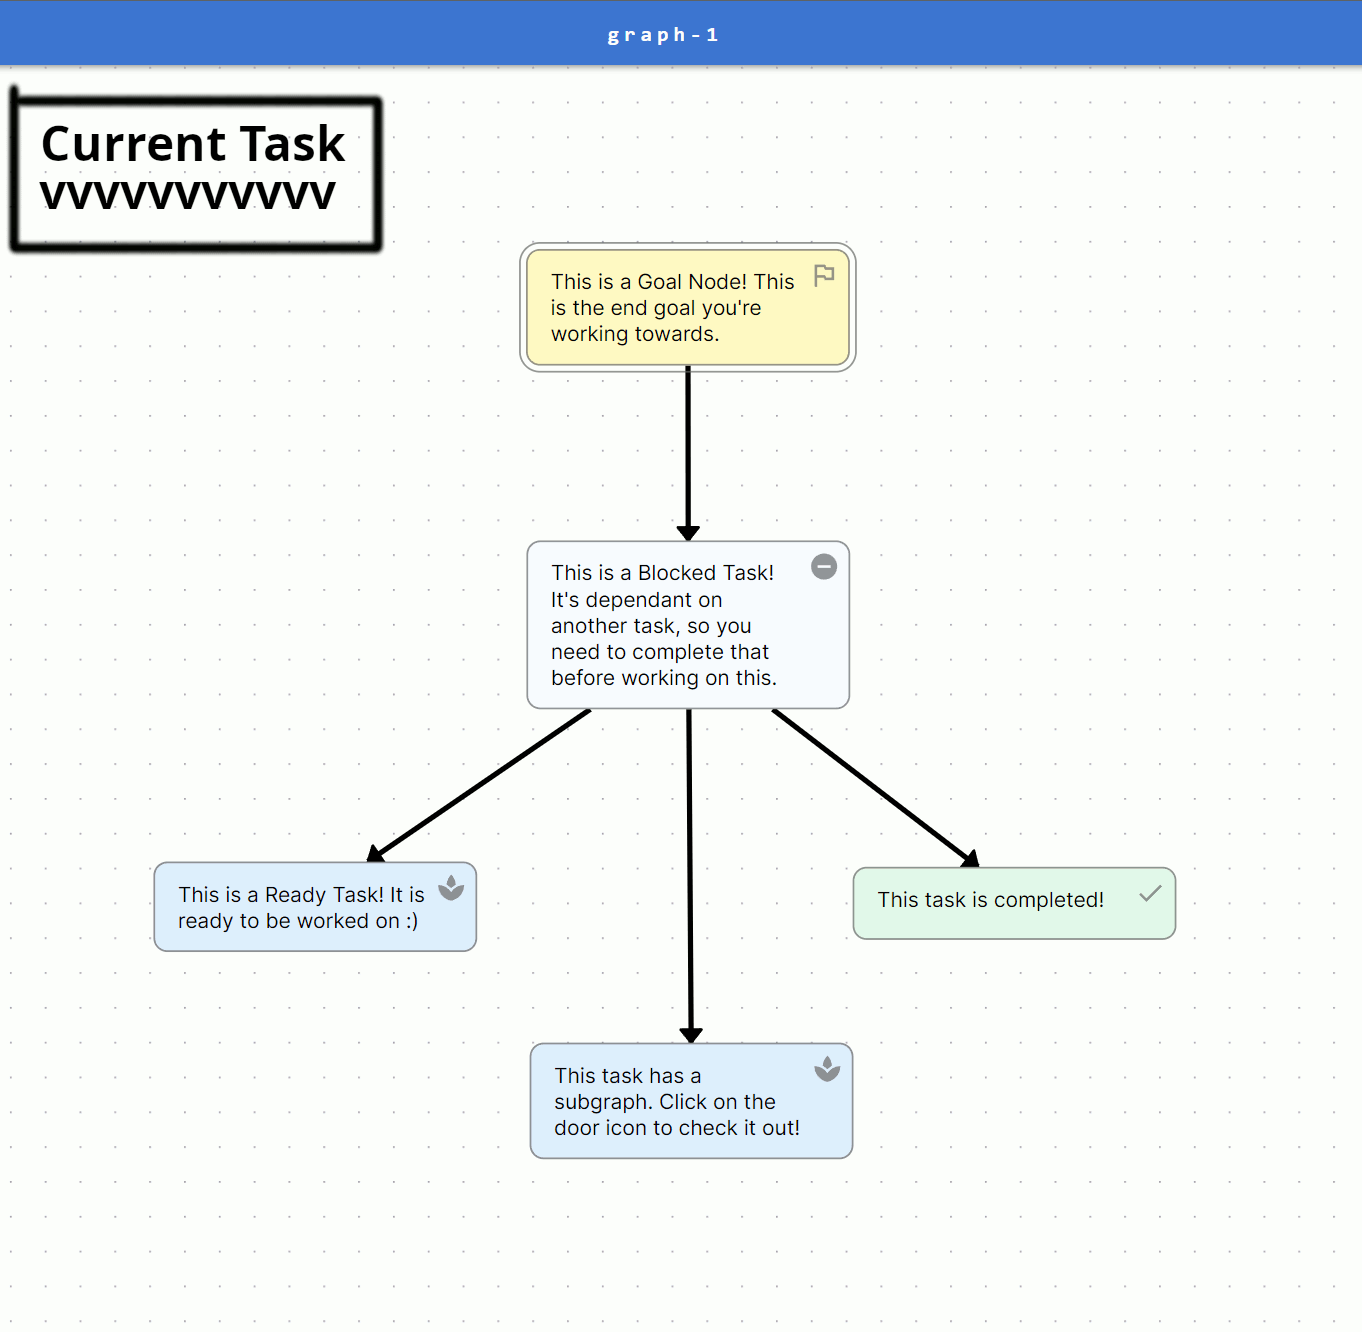 graph-1
Current Task
vvvvvvvvvvv
This is a Goal Node! This
is the end goal you're
working towards.
This is a Blocked Task!
It's dependant on
another task, so you
need to complete that
before working on this.
This is a Ready Task! It is
ready to be worked on :)
This task is completed!
This task has a
subgraph. Click on the
door icon to check it out!